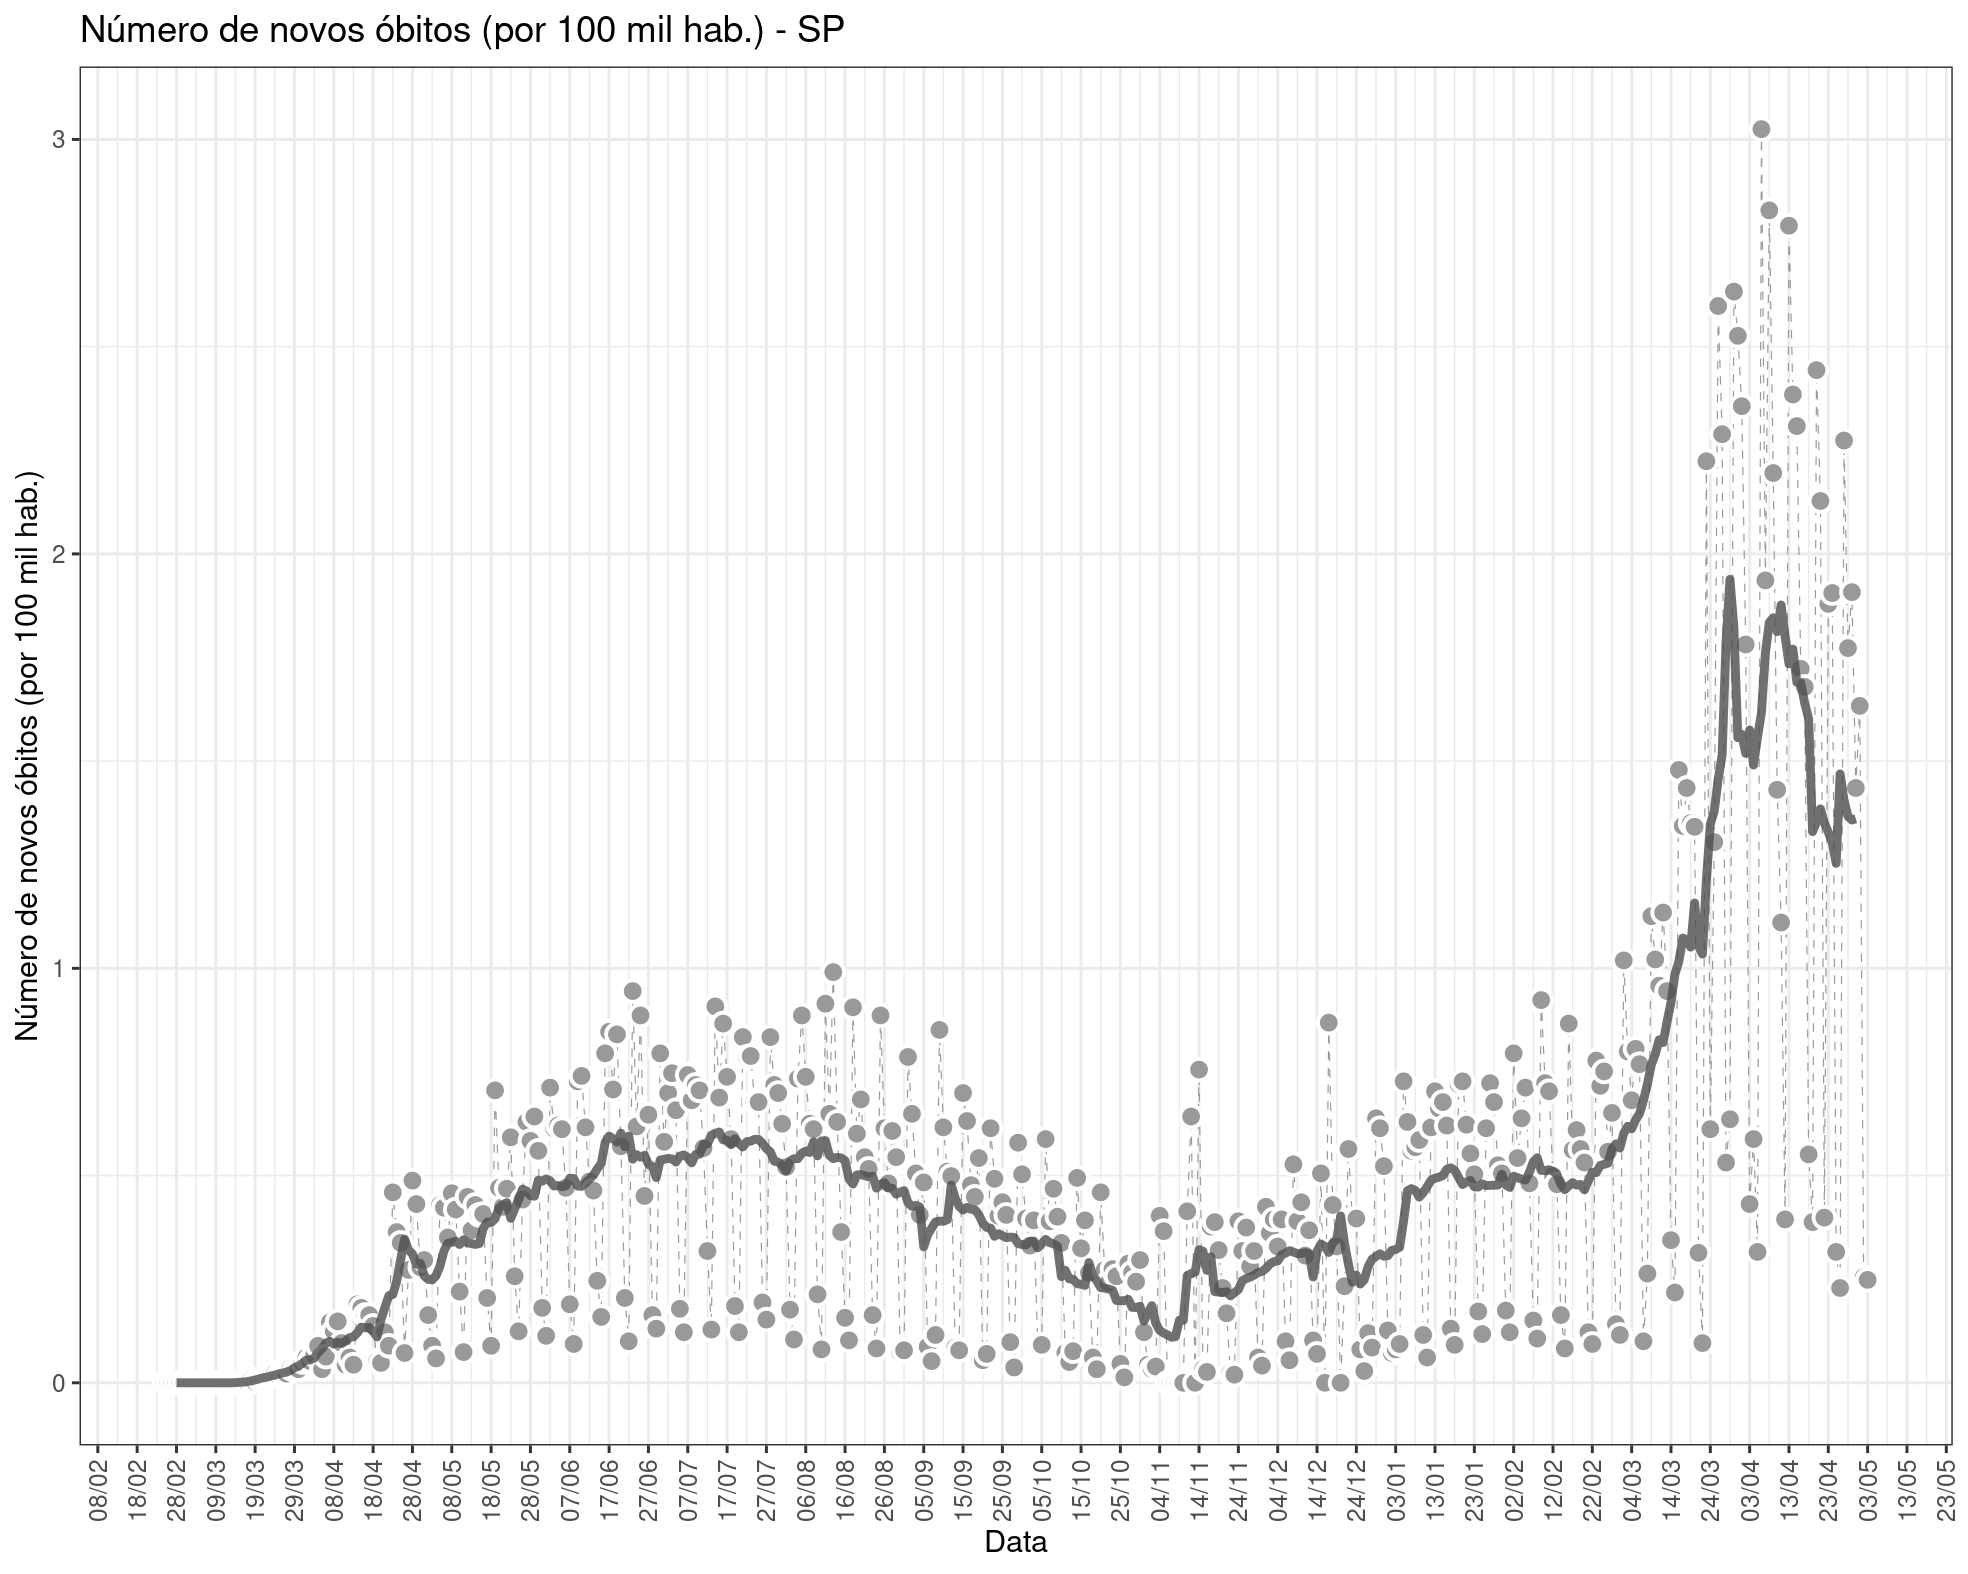 Número de novos óbitos (por 100 mil hab.) - SP
Número de novos óbitos (por 100 mil hab.)
3
2
1
0
08/02 18/02 28/02 09/03 19/03 29/03 08/04 18/04 28/04 08/05 18/05 28/05 07/06 17/06 27/06 07/07 17/07 27/07 06/08 16/08 26/08 05/09 15/09 25/09 05/10 15/10 25/10 04/11 14/11 24/11 04/12 14/12 24/12 03/01 13/01 23/01 02/02 12/02 22/02 04/03 14/03 24/03 03/04 13/04 23/04 03/05 13/05 23/05
Data